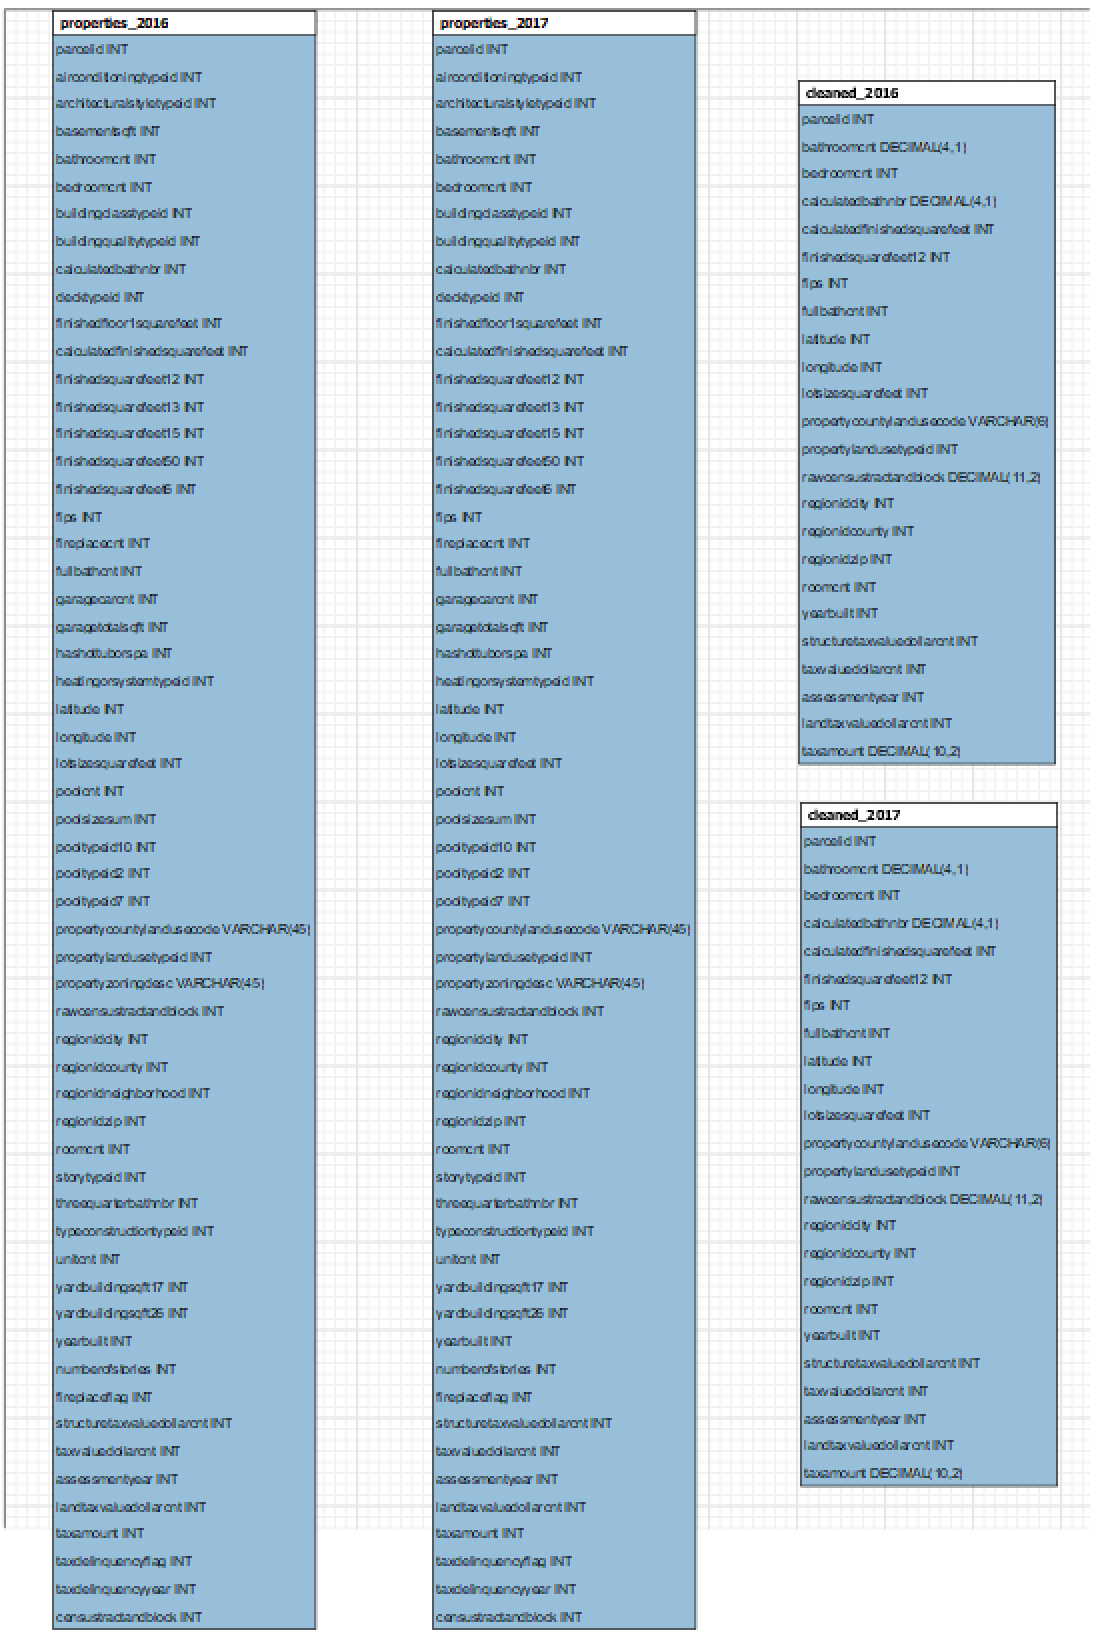 properties_2016
parcelid INT
airconditioningtypeid INT
architecturalstyletypeid INT
basementsqft INT
bathroomcnt INT
bedroomcnt INT
buildingclasstypeid INT
buildingqualitytypeid INT
calculatedbathnbr INT
decktypeid INT
finishedfloor1squarefeet INT
calculatedfinishedsquarefeet INT
finishedsquarefeet12 INT
finishedsquarefeet13 INT
finishedsquarefeet15 INT
finishedsquarefeet50 INT
finishedsquarefeet6 INT
fips INT
fireplacecnt INT
fullbathcnt INT
garagecarcnt INT
garagetotalsqft INT
hashottuborspa INT
heatingorsystemtypeid INT
latitude INT
longitude INT
lotsizesquarefeet INT
poolcnt INT
poolsizesum INT
pooltypeid10 INT
pooltypeid2 INT
pooltypeid7 INT
propertycountylandusecode VARCHAR(45)
propertylandusetypeid INT
propertyzoningdesc VARCHAR(45)
rawcensustractandblock INT
regionidcity INT
regionidcounty INT
regionidneighborhood INT
regionidzip INT
roomcnt INT
storytypeid INT
threequarterbathnbr INT
typeconstructiontypeid INT
unitcnt INT
yardbuildingsqft17 INT
yardbuildingsqft26 INT
yearbuilt INT
numberofstories INT
fireplaceflag INT
structuretaxvaluedollarcnt INT
taxvaluedollarcnt INT
assessmentyear INT
landtaxvaluedollarcnt INT
taxamount INT
taxdelinquencyflag INT
taxdelinquencyyear INT
censustractandblock INT
properties_2017
parcelid INT
airconditioningtypeid INT
architecturalstyletypeid INT
basementsqft INT
bathroomcnt INT
bedroomcnt INT
buildingclasstypeid INT
buildingqualitytypeid INT
calculatedbathnbr INT
decktypeid INT
finishedfloor1squarefeet INT
calculatedfinishedsquarefeet INT
finishedsquarefeet12 INT
finishedsquarefeet13 INT
finishedsquarefeet15 INT
finishedsquarefeet50 INT
finishedsquarefeet6 INT
fips INT
fireplacecnt INT
fullbathcnt INT
garagecarcnt INT
garagetotalsqft INT
hashottuborspa INT
heatingorsystemtypeid INT
latitude INT
longitude INT
lotsizesquarefeet INT
poolcnt INT
poolsizesum INT
pooltypeid10 INT
pooltypeid2 INT
pooltypeid7 INT
propertycountylandusecode VARCHAR(45)
propertylandusetypeid INT
propertyzoningdesc VARCHAR(45)
rawcensustractandblock INT
regionidcity INT
regionidcounty INT
regionidneighborhood INT
regionidzip INT
roomcnt INT
storytypeid INT
threequarterbathnbr INT
typeconstructiontypeid INT
unitcnt INT
yardbuildingsqft17 INT
yardbuildingsqft26 INT
yearbuilt INT
numberofstories INT
fireplaceflag INT
structuretaxvaluedollarcnt INT
taxvaluedollarcnt INT
assessmentyear INT
landtaxvaluedollarcnt INT
taxamount INT
taxdelinquencyflag INT
taxdelinquencyyear INT
censustractandblock INT
cleaned_2016
parcelid INT
bathroomcnt DECIMAL(4,1)
bedroomcnt INT
calculatedbathnbr DECIMAL(4,1)
calculatedfinishedsquarefeet INT
finishedsquarefeet12 INT
fips INT
fullbathcnt INT
latitude INT
longitude INT
lotsizesquarefeet INT
propertycountylandusecode VARCHAR(6)
propertylandusetypeid INT
rawcensustractandblock DECIMAL(11,2)
regionidcity INT
regionidcounty INT
regionidzip INT
roomcnt INT
yearbuilt INT
structuretaxvaluedollarcnt INT
taxvaluedollarcnt INT
assessmentyear INT
landtaxvaluedollarcnt INT
taxamount DECIMAL(10,2)
cleaned_2017
parcelid INT
bathroomcnt DECIMAL(4,1)
bedroomcnt INT
calculatedbathnbr DECIMAL(4,1)
calculatedfinishedsquarefeet INT
finishedsquarefeet12 INT
fips INT
fullbathcnt INT
latitude INT
longitude INT
lotsizesquarefeet INT
propertycountylandusecode VARCHAR(6)
propertylandusetypeid INT
rawcensustractandblock DECIMAL(11,2)
regionidcity INT
regionidcounty INT
regionidzip INT
roomcnt INT
yearbuilt INT
structuretaxvaluedollarcnt INT
taxvaluedollarcnt INT
assessmentyear INT
landtaxvaluedollarcnt INT
taxamount DECIMAL(10,2)